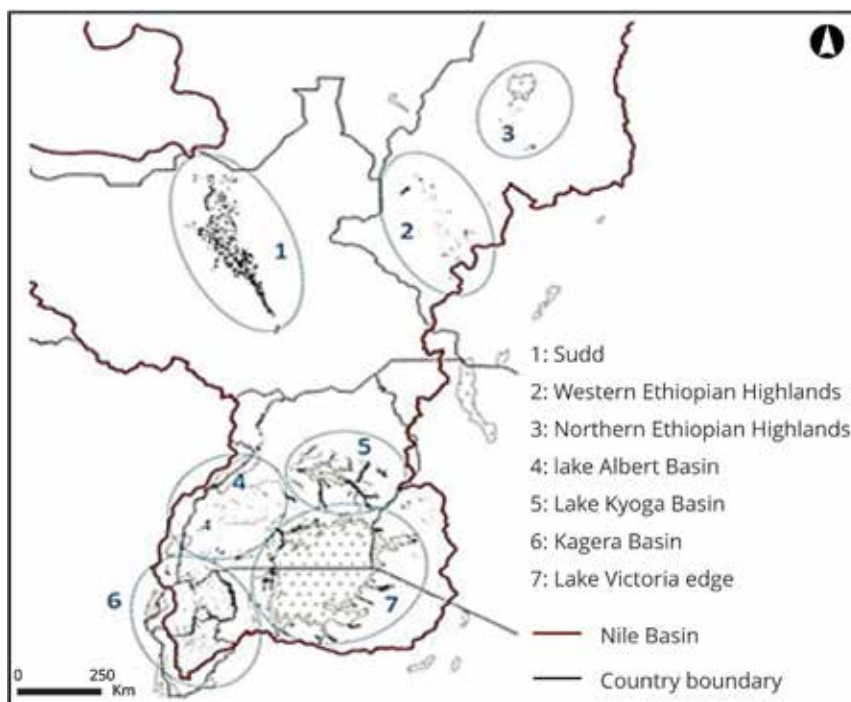 3
2
1
1: Sudd
2: Western Ethiopian Highlands
3: Northern Ethiopian Highlands
4: lake Albert Basin
5: Lake Kyoga Basin
6: Kagera Basin
7: Lake Victoria edge
5
4
6
7
Nile Basin
Country boundary
0 250
Km